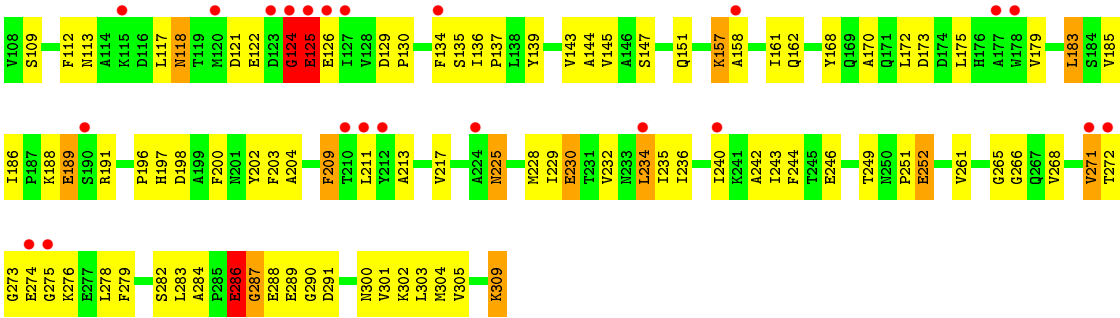 V108 S109 F112 N113 A114 K115 D116 L117 N118 T119 M120 D121 E122 D123 G124 E125 E126 I127 V128 D129 P130 F134 S135 I136 P137 L138 Y139 V143 A144 V145 A146 S147 Q151 K157 A158 I161 Q162 Y168 Q169 A170 Q171 L172 D173 D174 L175 H176 A177 W178 V179 L183 S184 V185
I186 P187 K188 E189 S190 R191 P196 H197 D198 A199 F200 N201 Y202 F203 A204 F209 T210 L211 Y212 A213 V217 A224 N225 M228 I229 E230 T231 V232 N233 L234 I235 I236 I240 K241 A242 I243 F244 T245 E246 T249 N250 P251 E252 V261 G265 G266 Q267 V268 V271 T272
G273 E274 G275 K276 E277 L278 F279 S282 L283 A284 P285 E286 G287 E288 E289 G290 D291 N300 V301 K302 L303 M304 V305 K309